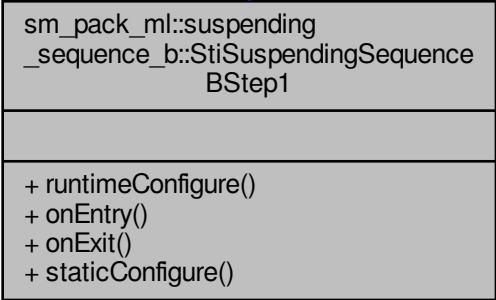 sm_pack_ml::suspending
_sequence_b::StiSuspendingSequence
BStep1
+ runtimeConfigure()
+ onEntry()
+ onExit()
+ staticConfigure()